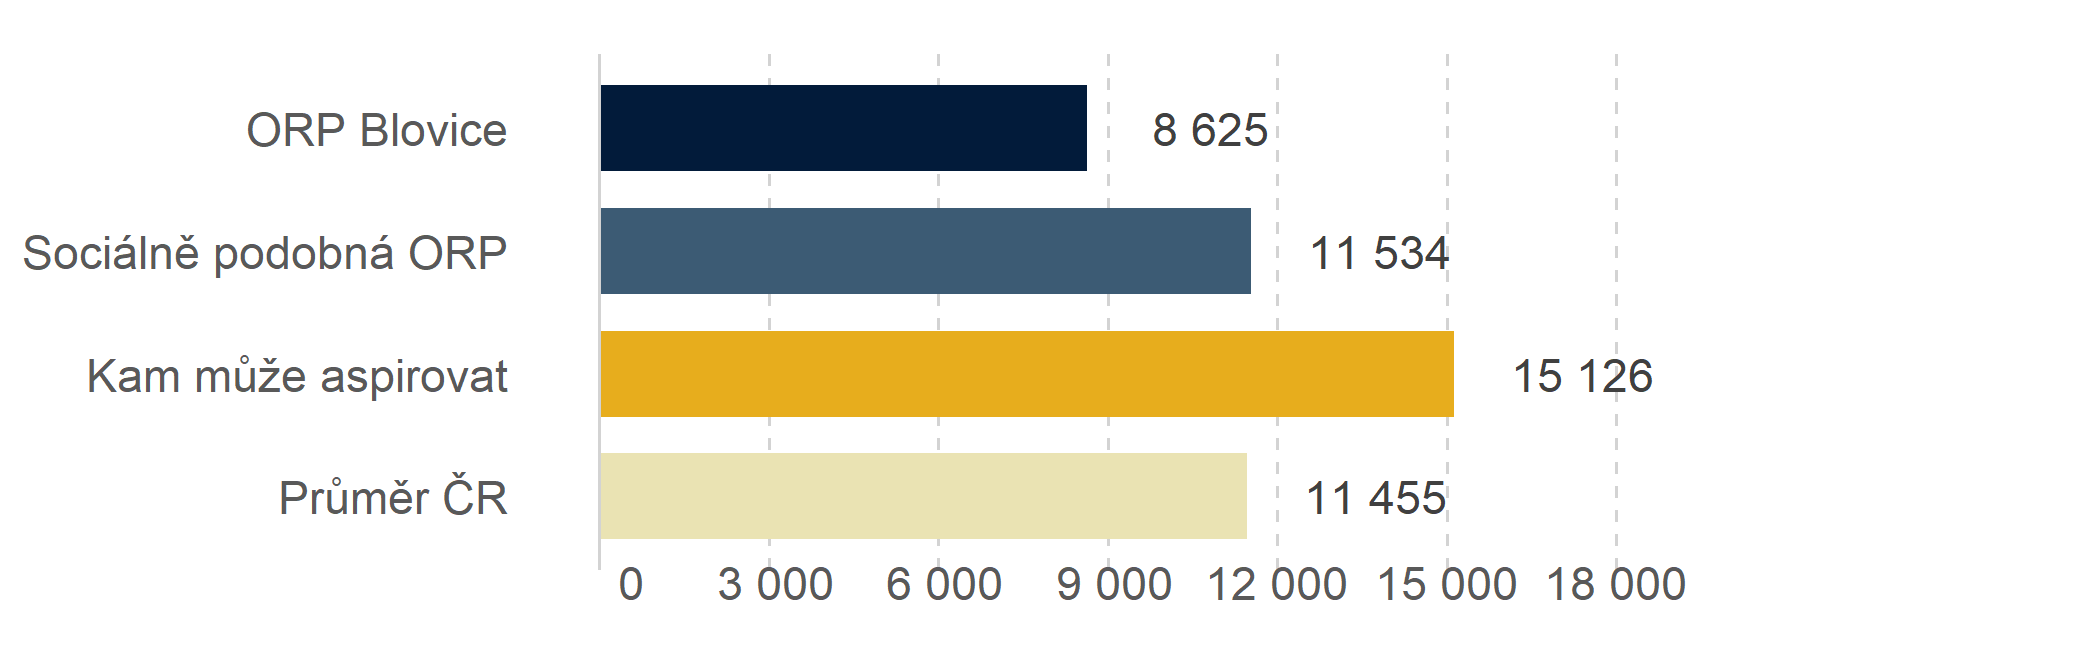 ORP Blovice
8 625
Sociálně podobná ORP
11 534
Kam může aspirovat
15 126
Průměr ČR
11 455
0 3 000 6 000 9 000 12 000 15 000 18 000